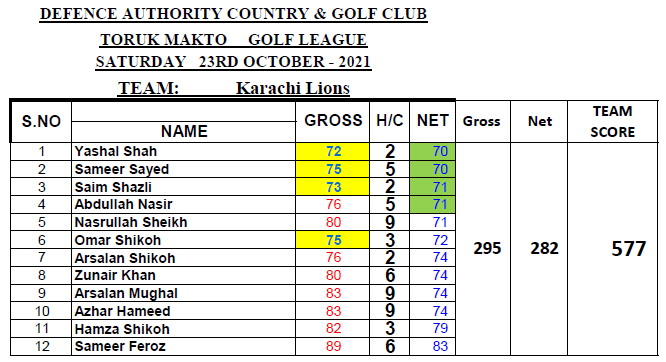 DEFENCE AUTHORITY COUNTRY & GOLF CLUB
TORUK MAKTO GOLF LEAGUE
SATURDAY 23RD OCTOBER - 2021
TEAM: Karachi Lions
S.NO NAME GROSS H/C NET Gross Net TEAM SCORE
1 Yashal Shah 72 2 70
2 Sameer Sayed 75 5 70
3 Saim Shazli 73 2 71
4 Abdullah Nasir 76 5 71
5 Nasrullah Sheikh 80 9 71
6 Omar Shikoh 75 3 72
7 Arsalan Shikoh 76 2 74
8 Zunair Khan 80 6 74
9 Arsalan Mughal 83 9 74
10 Azhar Hameed 83 9 74
11 Hamza Shikoh 82 3 79
12 Sameer Feroz 89 6 83
295 282 577